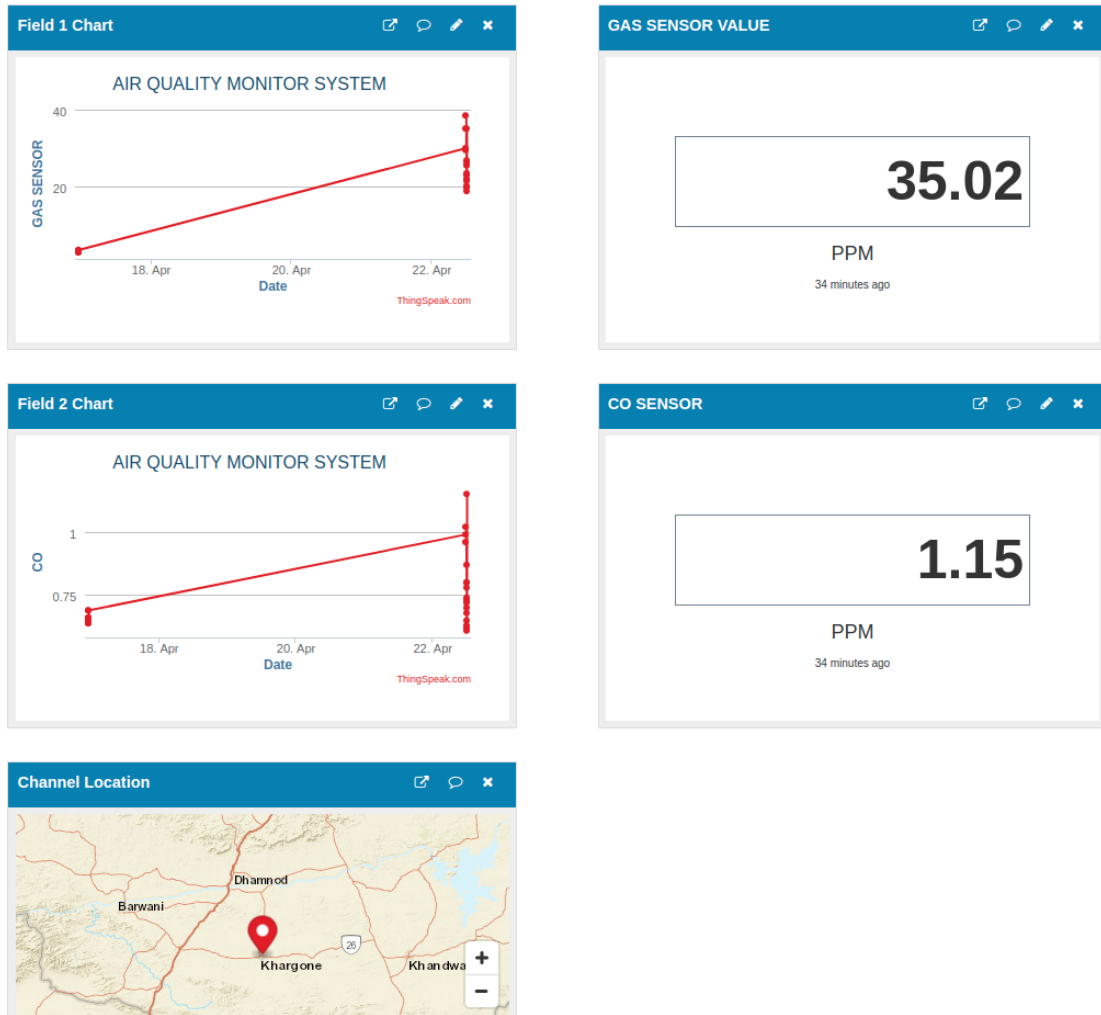 Field 1 Chart
AIR QUALITY MONITOR SYSTEM
40
20
GAS SENSOR
18. Apr 20. Apr 22. Apr
Date
ThingSpeak.com
GAS SENSOR VALUE
35.02
PPM
34 minutes ago
Field 2 Chart
AIR QUALITY MONITOR SYSTEM
1
0.75
CO
18. Apr 20. Apr 22. Apr
Date
ThingSpeak.com
CO SENSOR
1.15
PPM
34 minutes ago
Channel Location
Dhamnod
Barwani
26
Khargone
Khandwa
+
−